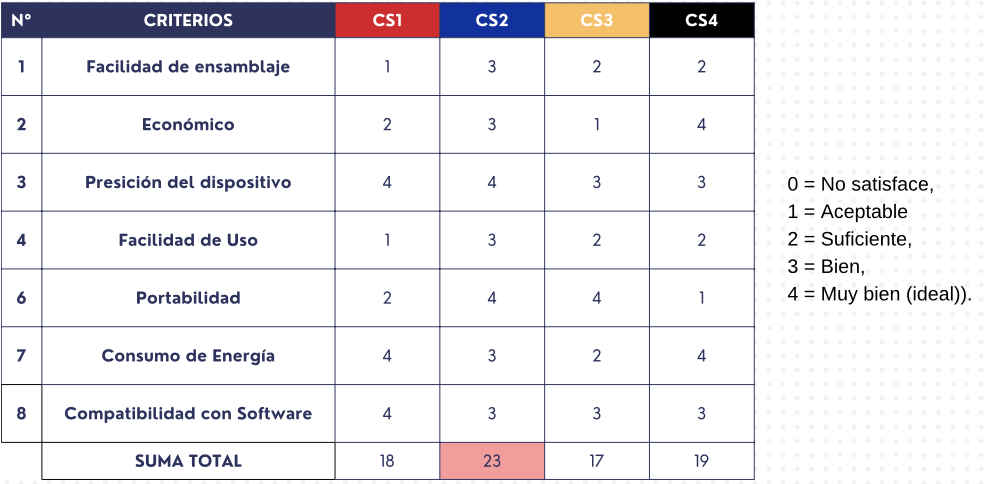 N° CRITERIOS CS1 CS2 CS3 CS4
1 Facilidad de ensamblaje 1 3 2 2
2 Económico 2 3 1 4
3 Presición del dispositivo 4 4 3 3
4 Facilidad de Uso 1 3 2 2
6 Portabilidad 2 4 4 1
7 Consumo de Energía 4 3 2 4
8 Compatibilidad con Software 4 3 3 3
SUMA TOTAL 18 23 17 19
0 = No satisface,
1 = Aceptable
2 = Suficiente,
3 = Bien,
4 = Muy bien (ideal)).